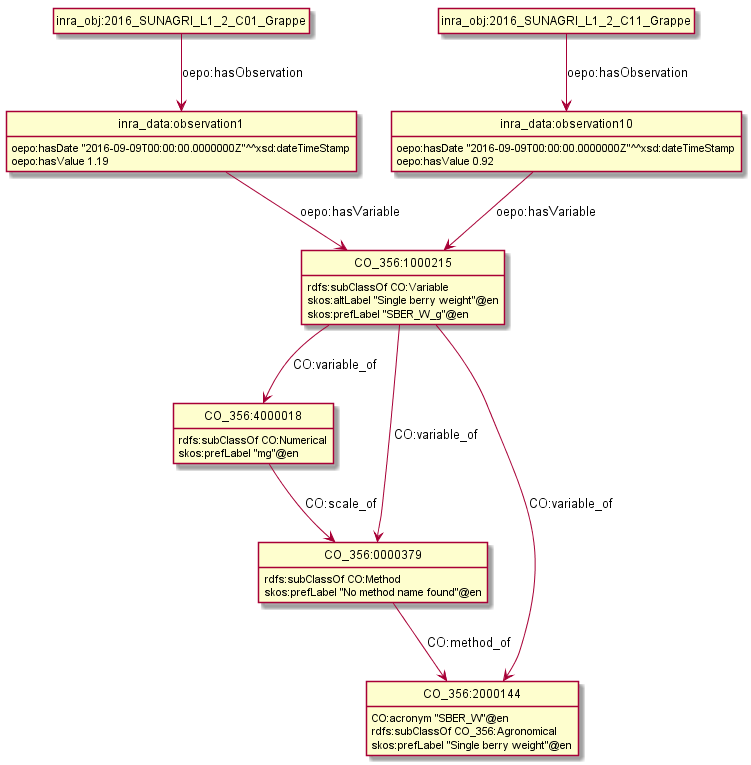 inra_obj:2016_SUNAGRI_L1_2_C01_Grappe
inra_obj:2016_SUNAGRI_L1_2_C11_Grappe
oepo:hasObservation
oepo:hasObservation
inra_data:observation1
oepo:hasDate "2016-09-09T00:00:00.0000000Z"^^xsd:dateTimeStamp
oepo:hasValue 1.19
inra_data:observation10
oepo:hasDate "2016-09-09T00:00:00.0000000Z"^^xsd:dateTimeStamp
oepo:hasValue 0.92
oepo:hasVariable
oepo:hasVariable
CO_356:1000215
rdfs:subClassOf CO:Variable
skos:altLabel "Single berry weight"@en
skos:prefLabel "SBER_W_g"@en
CO:variable_of
CO_356:4000018
rdfs:subClassOf CO:Numerical
skos:prefLabel "mg"@en
CO:variable_of
CO:scale_of
CO:variable_of
CO_356:0000379
rdfs:subClassOf CO:Method
skos:prefLabel "No method name found"@en
CO:method_of
CO_356:2000144
CO:acronym "SBER_W"@en
rdfs:subClassOf CO_356:Agronomical
skos:prefLabel "Single berry weight"@en